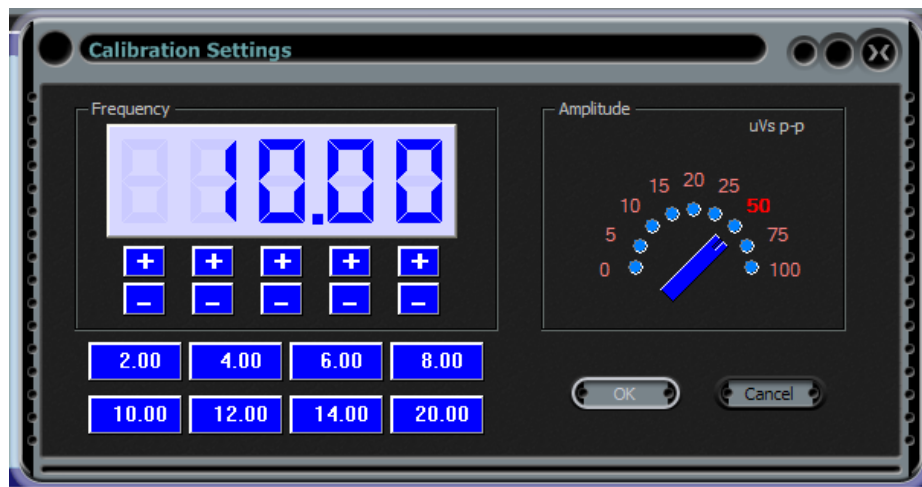 Calibration Settings
Frequency
10.00
+ + + + +
- - - - -
2.00 4.00 6.00 8.00
10.00 12.00 14.00 20.00
Amplitude
uVs p-p
0 5 10 15 20 25 50 75 100
OK Cancel